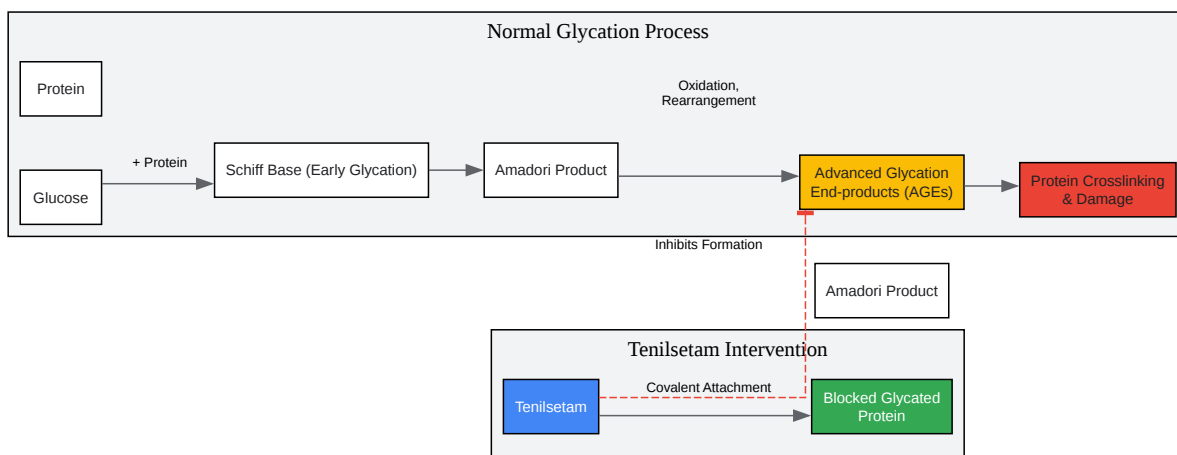 Normal Glycation Process
Protein
Oxidation,
Rearrangement
+ Protein
Schiff Base (Early Glycation)
Amadori Product
Advanced Glycation
End-products (AGEs)
Protein Crosslinking
& Damage
Glucose
Inhibits Formation
Amadori Product
Tenilsetam Intervention
Covalent Attachment
Tenilsetam
Blocked Glycated
Protein